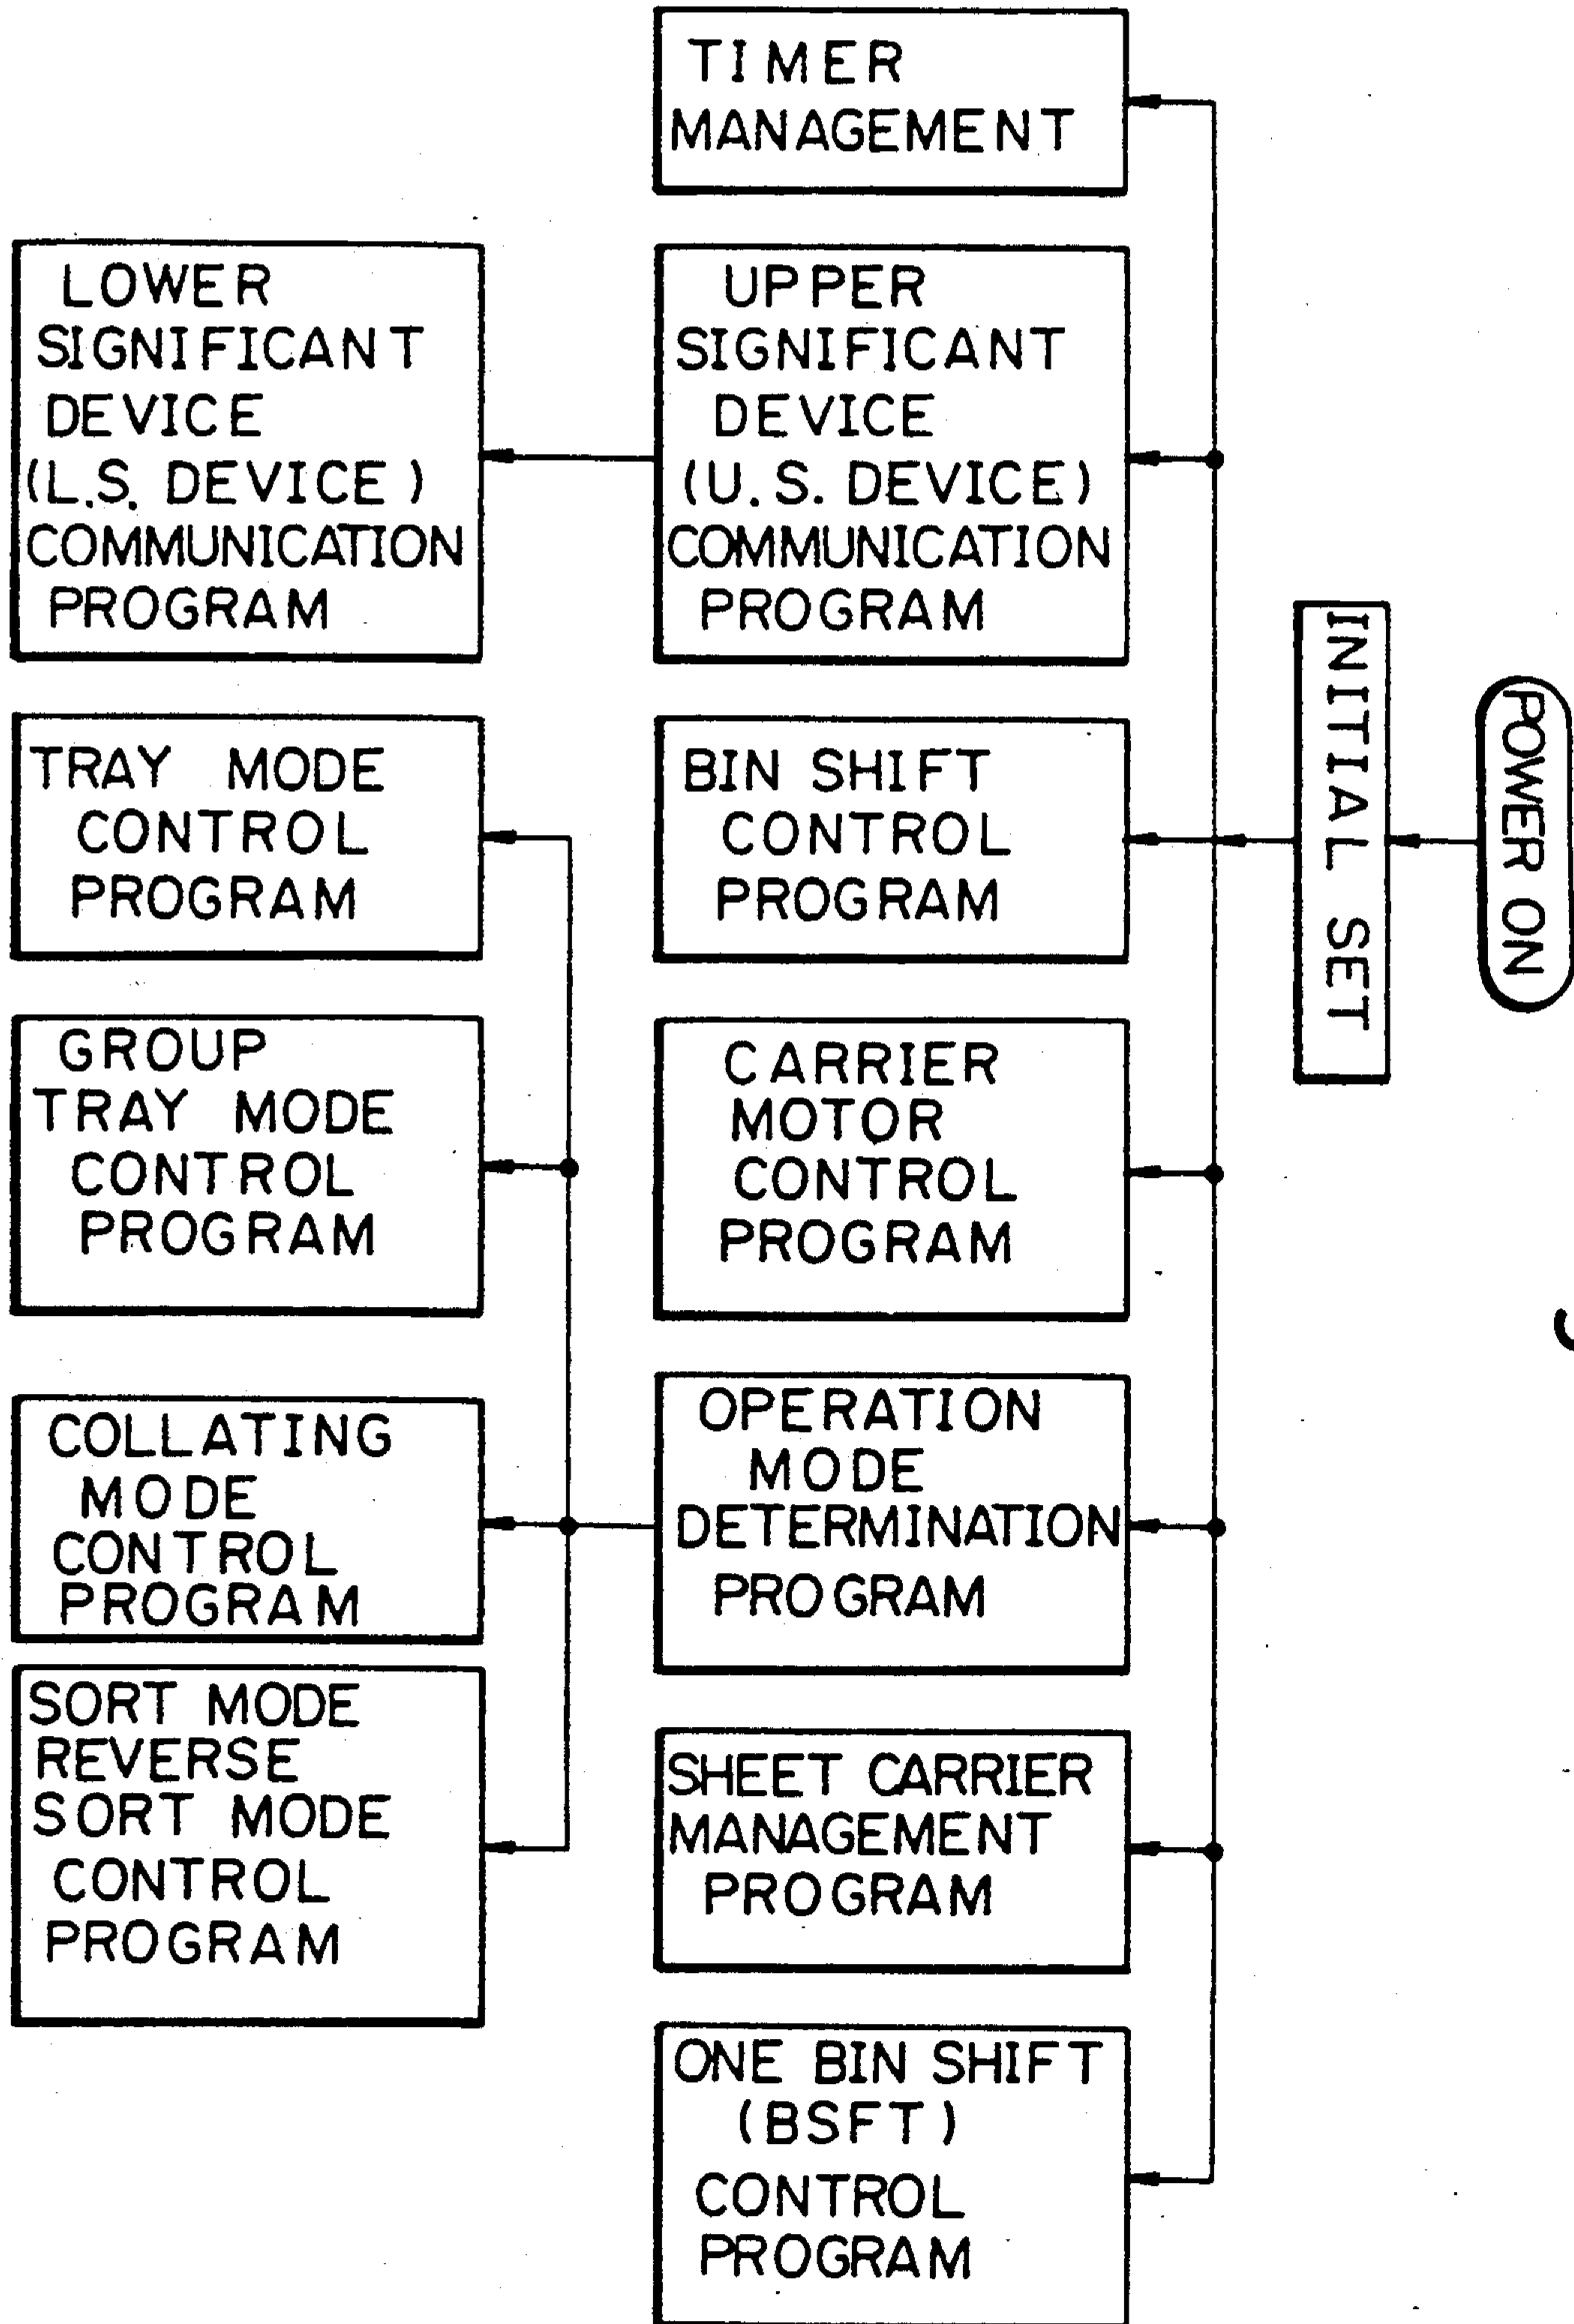 POWER ON
INITIAL SET
TIMER
MANAGEMENT
UPPER
SIGNIFICANT
DEVICE
(U.S. DEVICE)
COMMUNICATION
PROGRAM
BIN SHIFT
CONTROL
PROGRAM
CARRIER
MOTOR
CONTROL
PROGRAM
OPERATION
MODE
DETERMINATION
PROGRAM
SHEET CARRIER
MANAGEMENT
PROGRAM
ONE BIN SHIFT
(BSFT)
CONTROL
PROGRAM
LOWER
SIGNIFICANT
DEVICE
(L.S. DEVICE)
COMMUNICATION
PROGRAM
TRAY MODE
CONTROL
PROGRAM
GROUP
TRAY MODE
CONTROL
PROGRAM
COLLATING
MODE
CONTROL
PROGRAM
SORT MODE
REVERSE
SORT MODE
CONTROL
PROGRAM